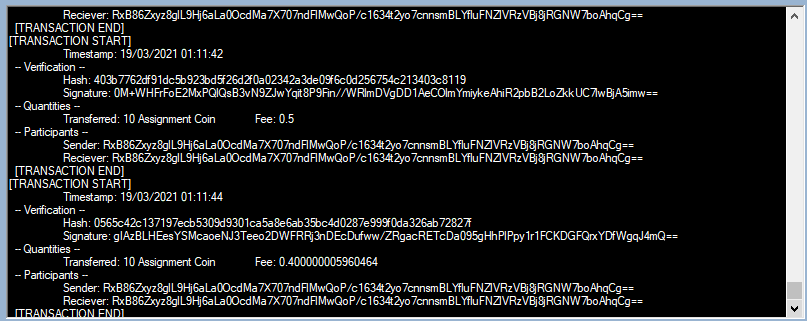 Reciever: RxB86Zxyz8glL9Hj6aLa0OcdMa7X707ndFIMwQoP/c1634t2yo7cnnsmBLYfluFNZlVRzVBj8jRGNW7boAhqCg==
[TRANSACTION END]
[TRANSACTION START]
Timestamp: 19/03/2021 01:11:42
-- Verification --
Hash: 403b7762df91dc5b923bd5f26d2f0a02342a3de09f6c0d256754c213403c8119
Signature: 0M+WHFrFoE2MxPQlQsB3vN9ZJwYqit8P9Fin//WRlmDVgDD1AeCOlmYmiykeAhiR2pbB2LoZkkUC7lwBjA5imw==
-- Quantities --
Transferred: 10 Assignment Coin Fee: 0.5
-- Participants --
Sender: RxB86Zxyz8glL9Hj6aLa0OcdMa7X707ndFIMwQoP/c1634t2yo7cnnsmBLYfluFNZlVRzVBj8jRGNW7boAhqCg==
Reciever: RxB86Zxyz8glL9Hj6aLa0OcdMa7X707ndFIMwQoP/c1634t2yo7cnnsmBLYfluFNZlVRzVBj8jRGNW7boAhqCg==
[TRANSACTION END]
[TRANSACTION START]
Timestamp: 19/03/2021 01:11:44
-- Verification --
Hash: 0565c42c137197ecb5309d9301ca5a8e6ab35bc4d0287e999f0da326ab72827f
Signature: glAzBLHEesYSMcaoeNJ3Teeo2DWFRRj3nDEcDufww/ZRgacRETcDa095gHhPlPpy1r1FCKDGFQrxYDfWgqJ4mQ==
-- Quantities --
Transferred: 10 Assignment Coin Fee: 0.400000005960464
-- Participants --
Sender: RxB86Zxyz8glL9Hj6aLa0OcdMa7X707ndFIMwQoP/c1634t2yo7cnnsmBLYfluFNZlVRzVBj8jRGNW7boAhqCg==
Reciever: RxB86Zxyz8glL9Hj6aLa0OcdMa7X707ndFIMwQoP/c1634t2yo7cnnsmBLYfluFNZlVRzVBj8jRGNW7boAhqCg==
[TRANSACTION END]